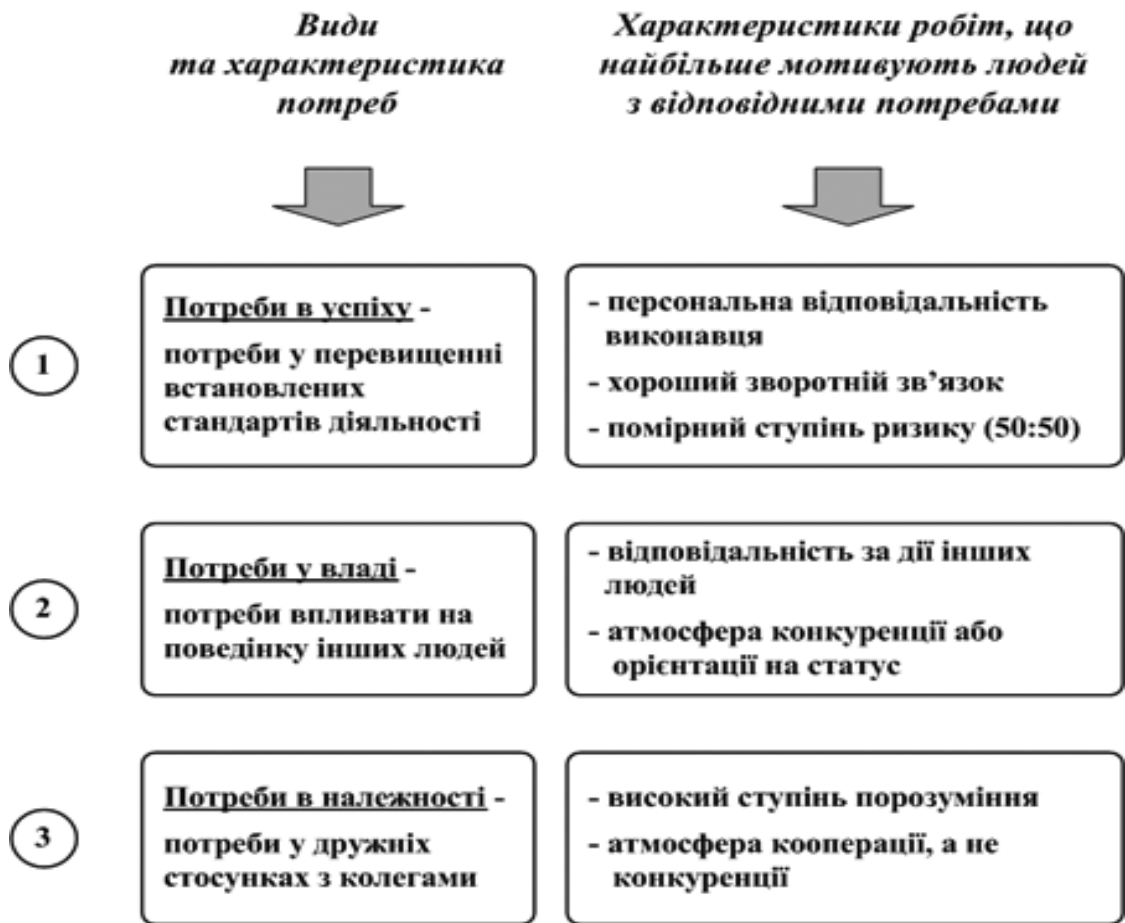 Види
та характеристика
потреб
Характеристики робіт, що
найбільше мотивують людей
з відповідними потребами
1
Потреби в успіху -
потреби у перевищенні
встановлених
стандартів діяльності
- персональна відповідальність
виконавця
- хороший зворотній зв’язок
- помірний ступінь ризику (50:50)
2
Потреби у владі -
потреби впливати на
поведінку інших людей
- відповідальність за дії інших
людей
- атмосфера конкуренції або
орієнтації на статус
3
Потреби в належності -
потреби у дружніх
стосунках з колегами
- високий ступінь порозуміння
- атмосфера кооперації, а не
конкуренції